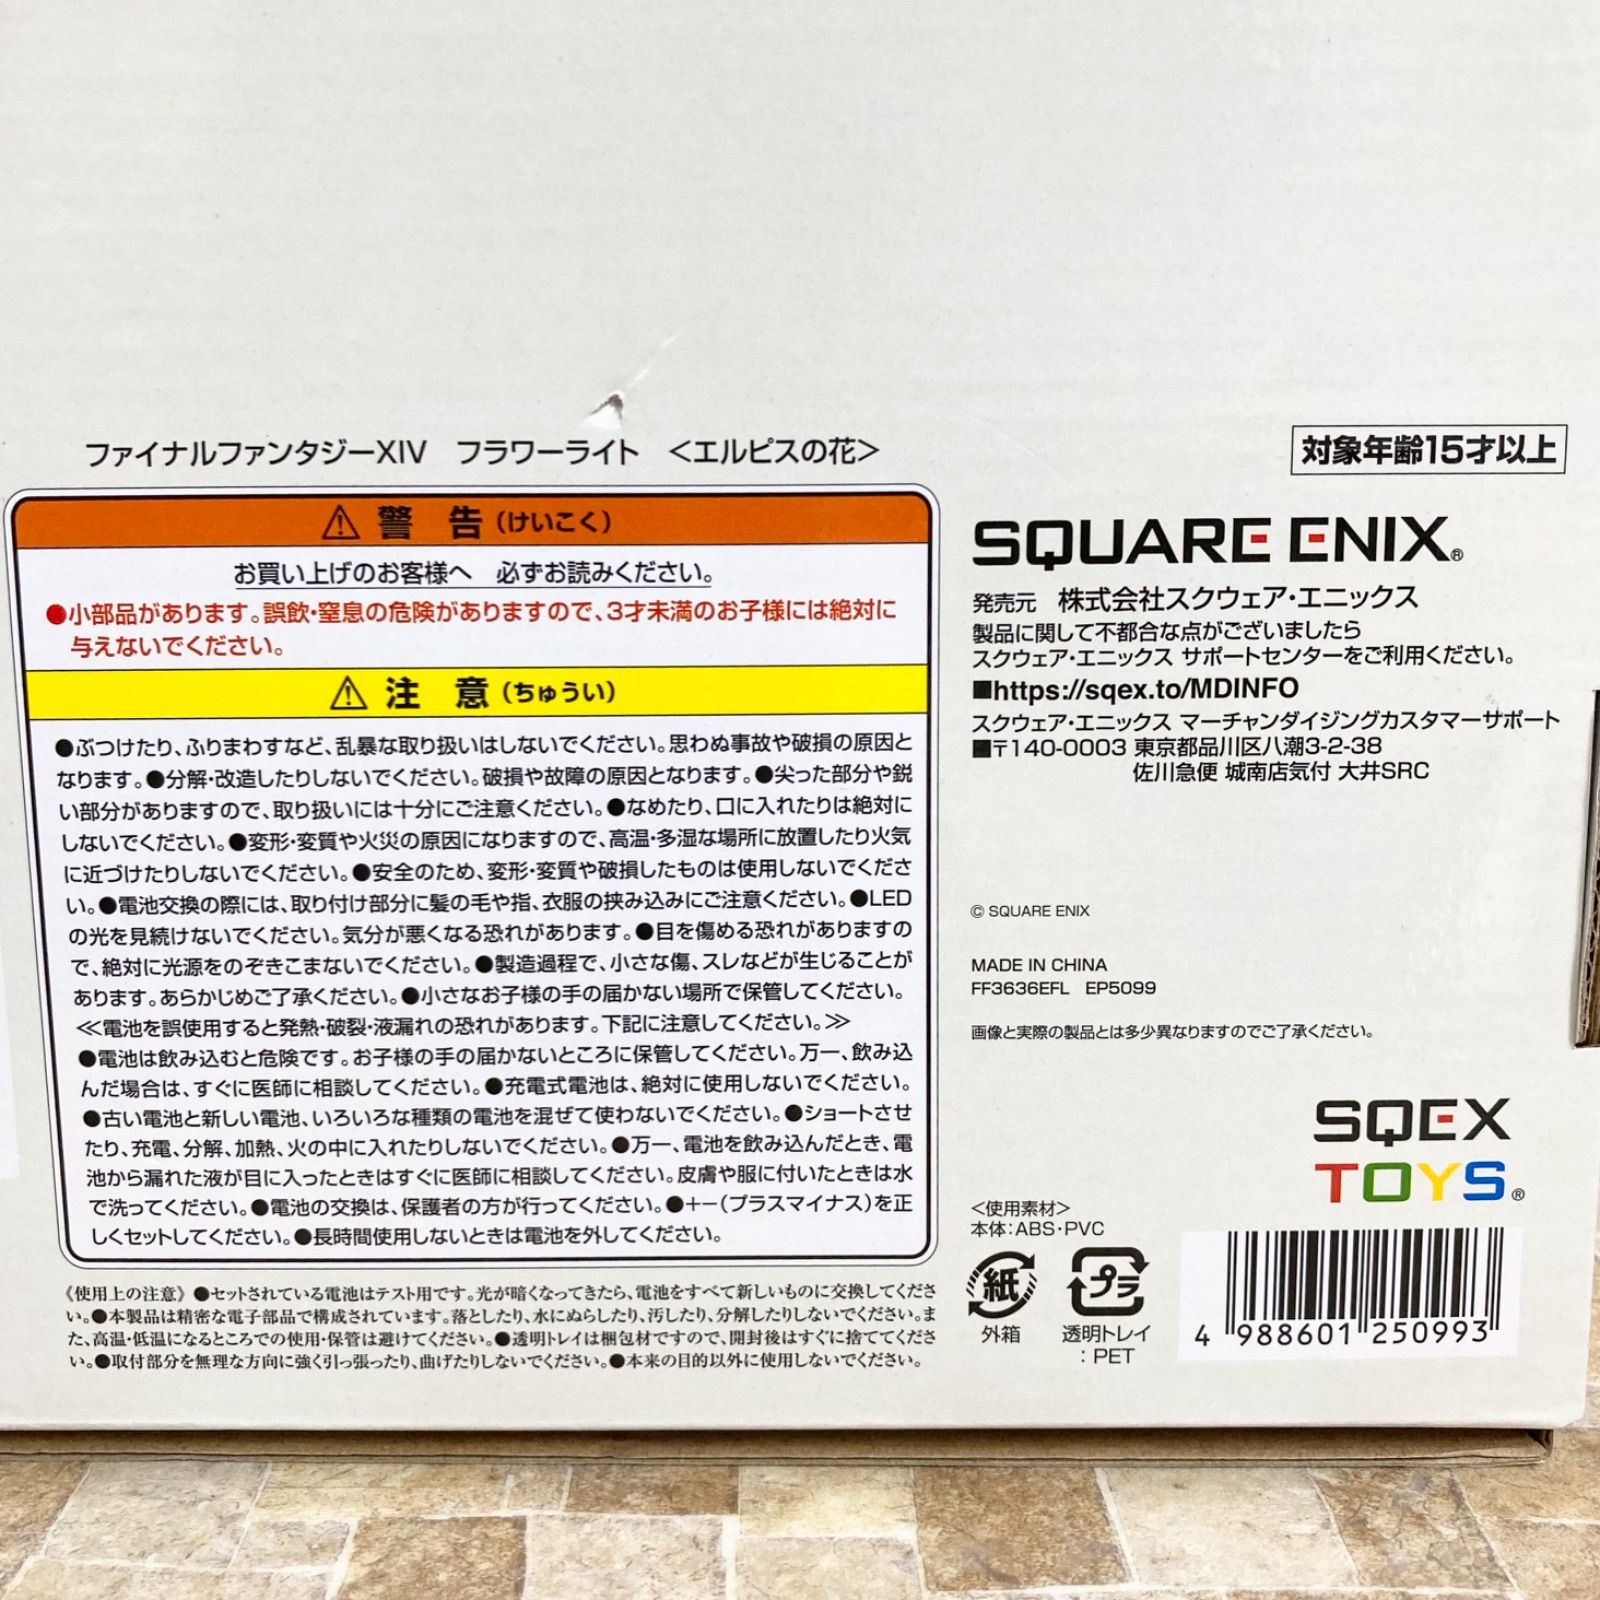 ファイナルファンタジーXIV　フラワーライト　＜エルピスの花＞
⚠ 警　告（けいこく）
お買い上げのお客様へ　必ずお読みください。
●小部品があります。誤飲・窒息の危険がありますので、3才未満のお子様には絶対に
与えないでください。
⚠ 注　意（ちゅうい）
●ぶつけたり、ふりまわすなど、乱暴な取り扱いはしないでください。思わぬ事故や破損の原因と
なります。●分解・改造したりしないでください。破損や故障の原因となります。●尖った部分や鋭
い部分がありますので、取り扱いには十分にご注意ください。●なめたり、口に入れたりは絶対に
しないでください。●変形・変質や火災の原因になりますので、高温・多湿な場所に放置したり火気
に近づけたりしないでください。●安全のため、変形・変質や破損したものは使用しないでくださ
い。●電池交換の際には、取り付け部分に髪の毛や指、衣服の挟み込みにご注意ください。●LED
の光を見続けないでください。気分が悪くなる恐れがあります。●目を傷める恐れがありますの
で、絶対に光源をのぞきこまないでください。●製造過程で、小さな傷、スレなどが生じることが
あります。あらかじめご了承ください。●小さなお子様の手の届かない場所で保管してください。
≪電池を誤使用すると発熱・破裂・液漏れの恐れがあります。下記に注意してください。≫
●電池は飲み込むと危険です。お子様の手の届かないところに保管してください。万一、飲み込
んだ場合は、すぐに医師に相談してください。●充電式電池は、絶対に使用しないでください。
●古い電池と新しい電池、いろいろな種類の電池を混ぜて使わないでください。●ショートさせ
たり、充電、分解、加熱、火の中に入れたりしないでください。●万一、電池を飲み込んだとき、電
池から漏れた液が目に入ったときはすぐに医師に相談してください。皮膚や服に付いたときは水
で洗ってください。●電池の交換は、保護者の方が行ってください。●+−（プラスマイナス）を正
しくセットしてください。●長時間使用しないときは電池を外してください。
《使用上の注意》●セットされている電池はテスト用です。光が暗くなってきたら、電池をすべて新しいものに交換してくださ
い。●本製品は精密な電子部品で構成されています。落としたり、水にぬらしたり、汚したり、分解したりしないでください。ま
た、高温・低温になるところでの使用・保管は避けてください。●透明トレイは梱包材ですので、開封後はすぐに捨ててくださ
い。●取付部分を無理な方向に強く引っ張ったり、曲げたりしないでください。●本来の目的以外に使用しないでください。
対象年齢15才以上
SQUARE ENIX®
発売元　株式会社スクウェア・エニックス
製品に関して不都合な点がございましたら
スクウェア・エニックス サポートセンターをご利用ください。
■https://sqex.to/MDINFO
スクウェア・エニックス マーチャンダイジングカスタマーサポート
■〒140-0003 東京都品川区八潮3-2-38
佐川急便 城南店気付 大井SRC
© SQUARE ENIX
MADE IN CHINA
FF3636EFL　EP5099
画像と実際の製品とは多少異なりますのでご了承ください。
SQEX
TOYS®
＜使用素材＞
本体：ABS・PVC
紙
外箱
プラ
透明トレイ
：PET
4 988601 250993